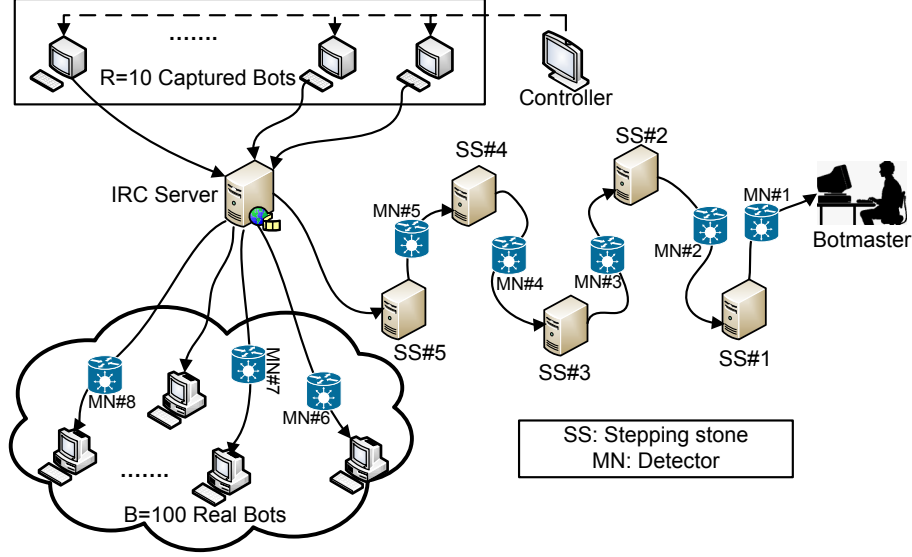 .......
R=10 Captured Bots
Controller
SS#4
SS#2
IRC Server
MN#5
MN#1
MN#2
Botmaster
MN#4
MN#3
SS#5
SS#3
SS#1
MN#8
MN#7
MN#6
SS: Stepping stone
MN: Detector
.......
B=100 Real Bots